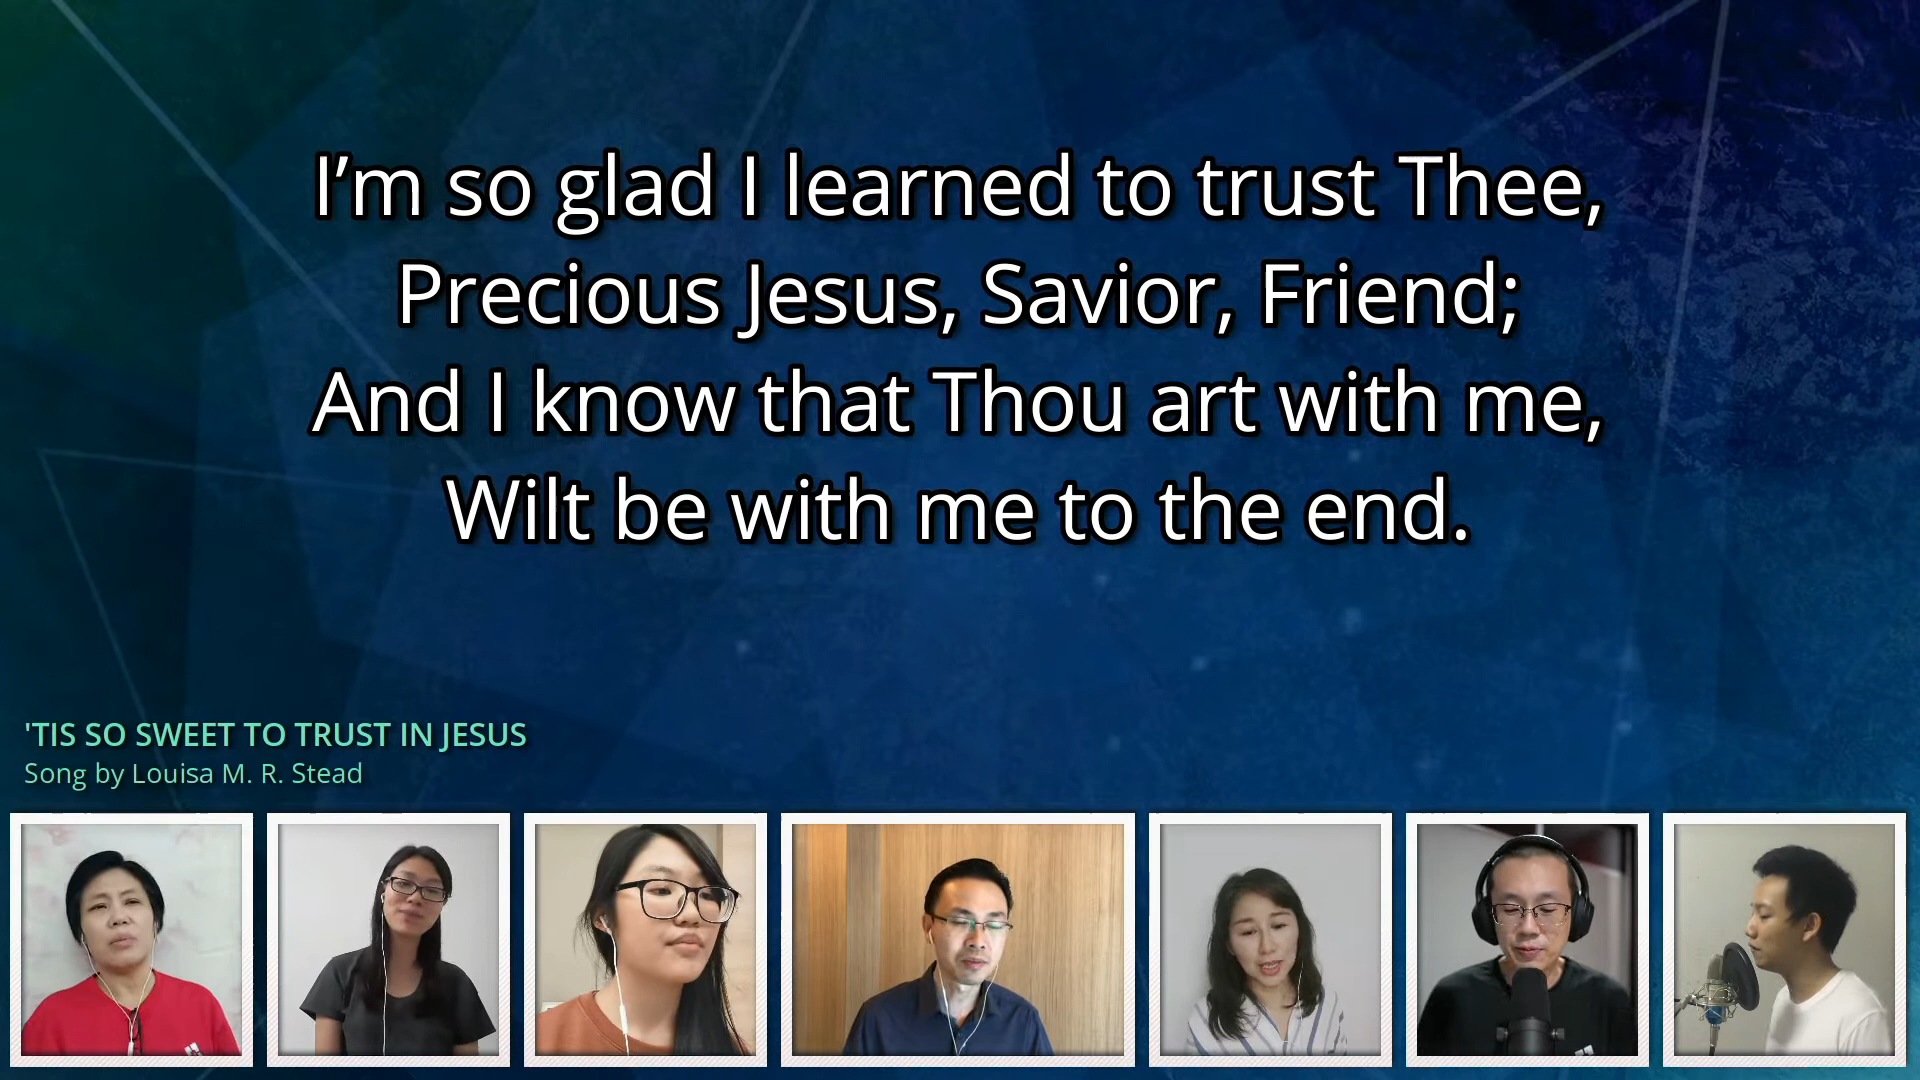 I’m so glad I learned to trust Thee,
Precious Jesus, Savior, Friend;
And I know that Thou art with me,
Wilt be with me to the end.
'TIS SO SWEET TO TRUST IN JESUS
Song by Louisa M. R. Stead